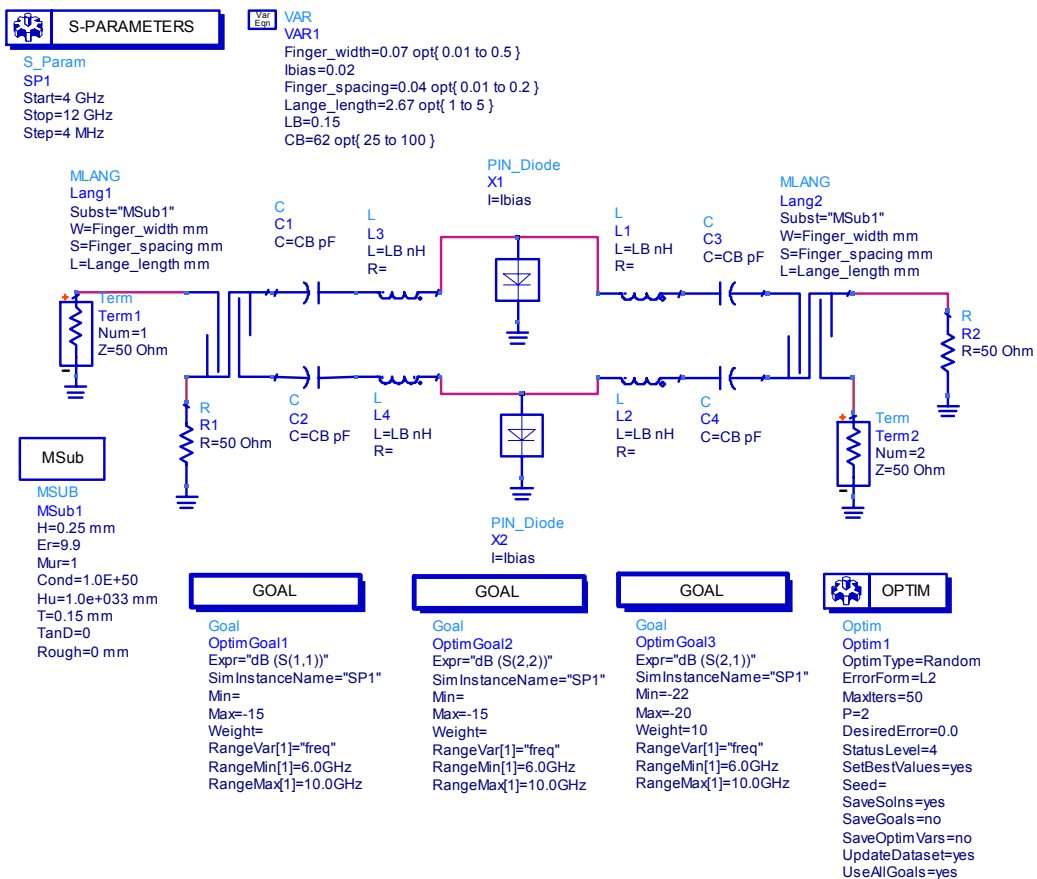 S-PARAMETERS
S_Param
SP1
Start=4 GHz
Stop=12 GHz
Step=4 MHz
Var
Eqn
VAR
VAR1
Finger_width=0.07 opt{ 0.01 to 0.5 }
Ibias=0.02
Finger_spacing=0.04 opt{ 0.01 to 0.2 }
Lange_length=2.67 opt{ 1 to 5 }
LB=0.15
CB=62 opt{ 25 to 100 }
MLANG
Lang1
Subst="MSub1"
W=Finger_width mm
S=Finger_spacing mm
L=Lange_length mm
C
C1
C=CB pF
L
L3
L=LB nH
R=
PIN_Diode
X1
I=Ibias
L
L1
L=LB nH
R=
C
C3
C=CB pF
MLANG
Lang2
Subst="MSub1"
W=Finger_width mm
S=Finger_spacing mm
L=Lange_length mm
+
Term
Term1
Num=1
Z=50 Ohm
-
R
R2
R=50 Ohm
R
R1
R=50 Ohm
C
C2
C=CB pF
L
L4
L=LB nH
R=
PIN_Diode
X2
I=Ibias
L
L2
L=LB nH
R=
C
C4
C=CB pF
+
Term
Term2
Num=2
Z=50 Ohm
-
MSub
MSUB
MSub1
H=0.25 mm
Er=9.9
Mur=1
Cond=1.0E+50
Hu=1.0e+033 mm
T=0.15 mm
TanD=0
Rough=0 mm
GOAL
Goal
OptimGoal1
Expr="dB (S(1,1))"
SimInstanceName="SP1"
Min=
Max=-15
Weight=
RangeVar[1]="freq"
RangeMin[1]=6.0GHz
RangeMax[1]=10.0GHz
GOAL
Goal
OptimGoal2
Expr="dB (S(2,2))"
SimInstanceName="SP1"
Min=
Max=-15
Weight=
RangeVar[1]="freq"
RangeMin[1]=6.0GHz
RangeMax[1]=10.0GHz
GOAL
Goal
OptimGoal3
Expr="dB (S(2,1))"
SimInstanceName="SP1"
Min=-22
Max=-20
Weight=10
RangeVar[1]="freq"
RangeMin[1]=6.0GHz
RangeMax[1]=10.0GHz
OPTIM
Optim
Optim1
OptimType=Random
ErrorForm=L2
MaxIters=50
P=2
DesiredError=0.0
StatusLevel=4
SetBestValues=yes
Seed=
SaveSolns=yes
SaveGoals=no
SaveOptimVars=no
UpdateDataset=yes
UseAllGoals=yes